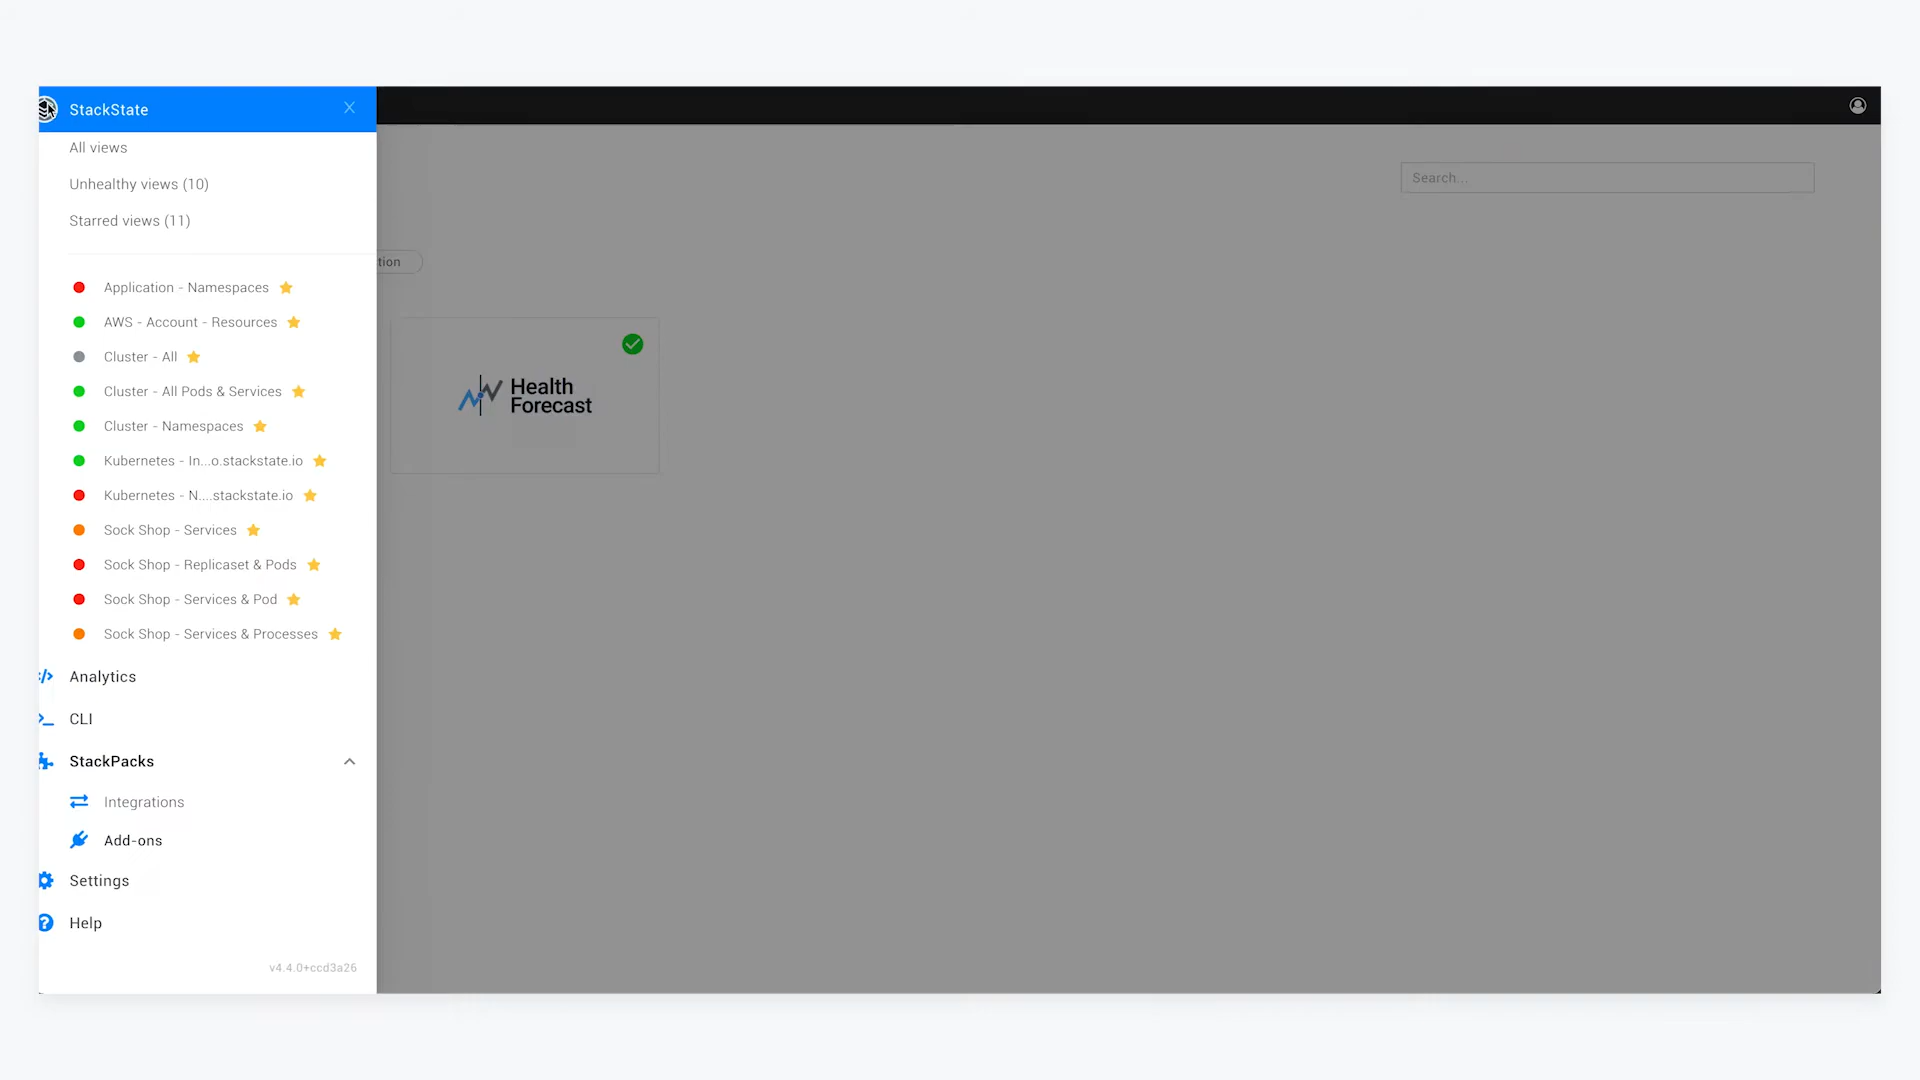 StackState
All views
Unhealthy views (10)
Starred views (11)
Application - Namespaces
AWS - Account - Resources
Cluster - All
Cluster - All Pods & Services
Cluster - Namespaces
Kubernetes - In...o.stackstate.io
Kubernetes - N....stackstate.io
Sock Shop - Services
Sock Shop - Replicaset & Pods
Sock Shop - Services & Pod
Sock Shop - Services & Processes
Analytics
CLI
StackPacks
Integrations
Add-ons
Settings
Help
v4.4.0+ccd3a26
Search...
tion
Health
Forecast